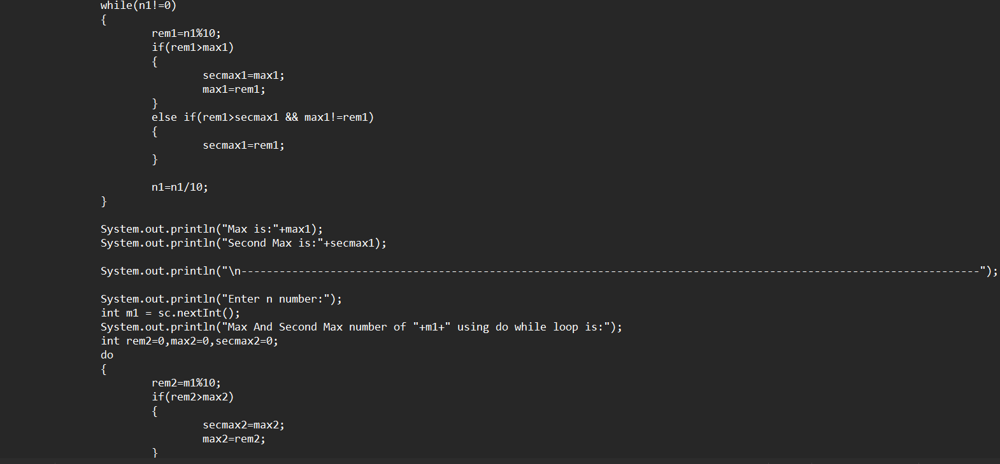 while(n1!=0)
{
rem1=n1%10;
if(rem1>max1)
{
secmax1=max1;
max1=rem1;
}
else if(rem1>secmax1 && max1!=rem1)
{
secmax1=rem1;
}
n1=n1/10;
}
System.out.println("Max is:"+max1);
System.out.println("Second Max is:"+secmax1);
System.out.println("\n--------------------------------------------------------------------------------------------------------------------");
System.out.println("Enter n number:");
int m1 = sc.nextInt();
System.out.println("Max And Second Max number of "+m1+" using do while loop is:");
int rem2=0,max2=0,secmax2=0;
do
{
rem2=m1%10;
if(rem2>max2)
{
secmax2=max2;
max2=rem2;
}